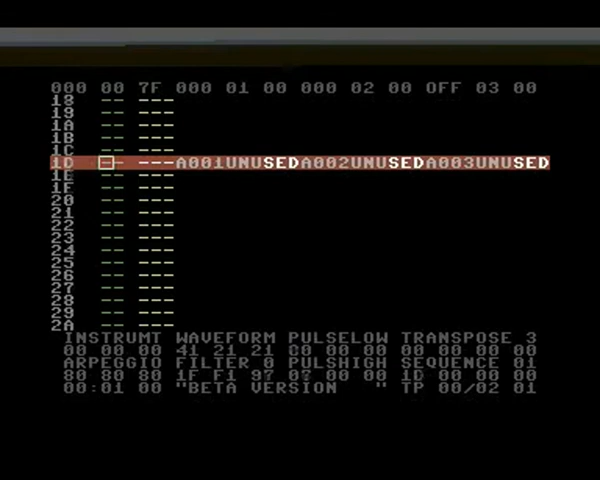 000 00 7F 000 01 00 000 02 00 OFF 03 00
18 -- ---
19 -- ---
1A -- ---
1B -- ---
1C -- ---
1D -- ---A001UNUSEDA002UNUSEDA003UNUSED
1E -- ---
1F -- ---
20 -- ---
21 -- ---
22 -- ---
23 -- ---
24 -- ---
25 -- ---
26 -- ---
27 -- ---
28 -- ---
29 -- ---
2A -- ---
INSTRUMT WAVEFORM PULSELOW TRANSPOSE 3
00 00 00 41 21 21 C0 00 00 00 00 00 00
ARPEGGIO FILTER 0 PULSHIGH SEQUENCE 01
80 80 80 1F F1 97 07 00 00 1D 00 00 00
00:01 00 "BETA VERSION " TP 00/02 01